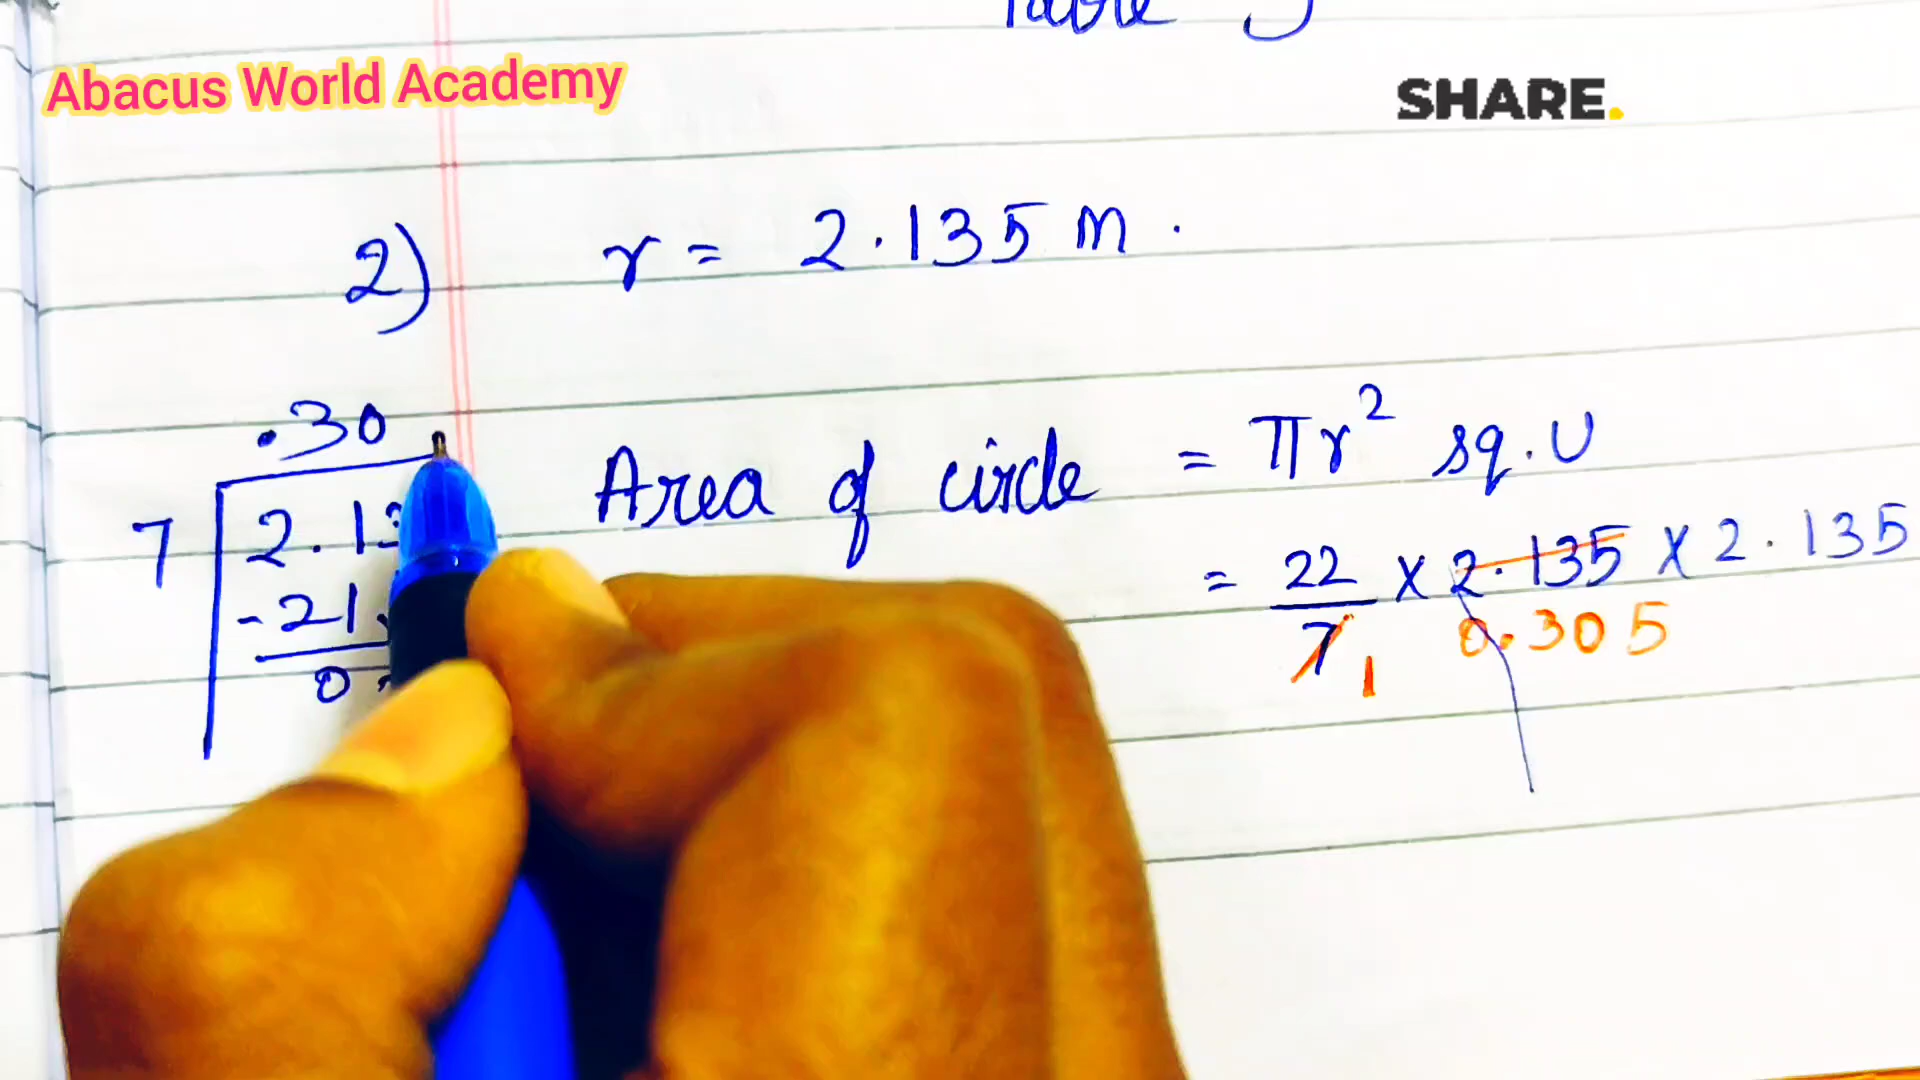 Abacus World Academy
SHARE.
2) r = 2.135 m.
Area of circle = πr² sq.U
= 22/7 × 2.135 × 2.135
1 0.305
.30
7 2.13
- 21
0